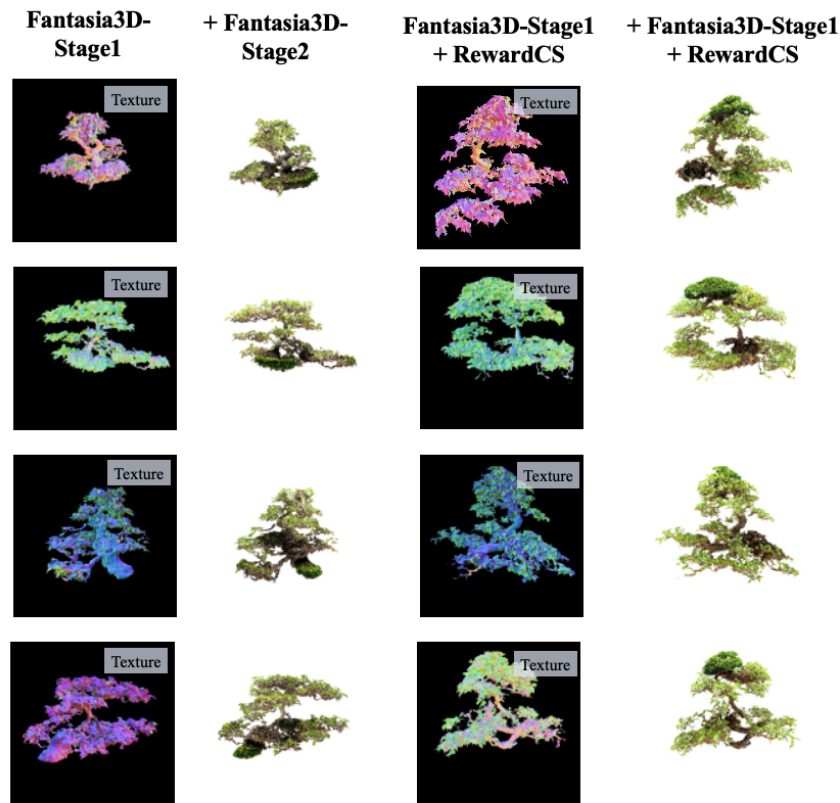 Fantasia3D-
Stage1
+ Fantasia3D-
Stage2
Fantasia3D-Stage1
+ RewardCS
+ Fantasia3D-Stage1
+ RewardCS
Texture
Texture
Texture
Texture
Texture
Texture
Texture
Texture